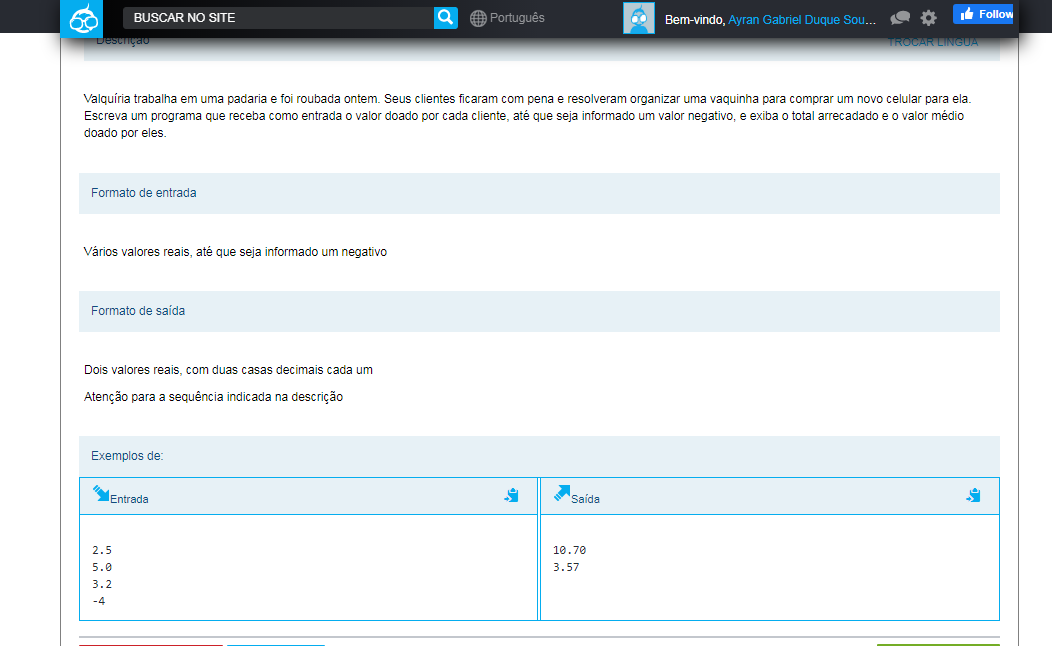 BUSCAR NO SITE
Português
Bem-vindo, Ayran Gabriel Duque Sou...
Follow
Descrição
TROCAR LÍNGUA
Valquíria trabalha em uma padaria e foi roubada ontem. Seus clientes ficaram com pena e resolveram organizar uma vaquinha para comprar um novo celular para ela.
Escreva um programa que receba como entrada o valor doado por cada cliente, até que seja informado um valor negativo, e exiba o total arrecadado e o valor médio
doado por eles.
Formato de entrada
Vários valores reais, até que seja informado um negativo
Formato de saída
Dois valores reais, com duas casas decimais cada um
Atenção para a sequência indicada na descrição
Exemplos de:
Entrada
Saída
2.5
5.0
3.2
-4
10.70
3.57